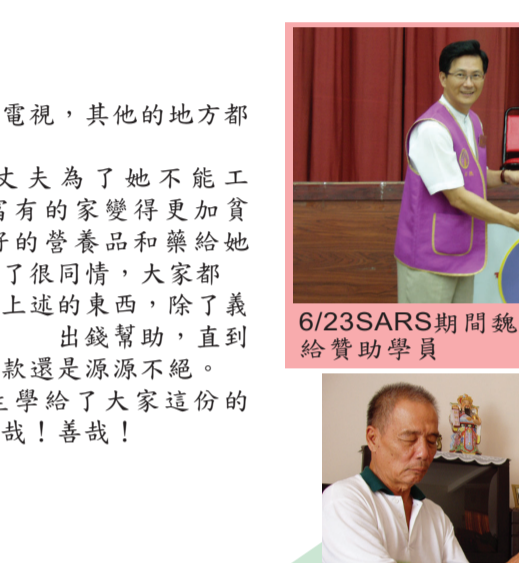 電視，其他的地方都
丈夫為了她不能工
富有的家變得更加貧
好的營養品和藥給她
了很同情，大家都
上述的東西，除了義
出錢幫助，直到
款還是源源不絕。
生學給了大家這份的
哉！善哉！
6/23SARS期間魏
給贊助學員